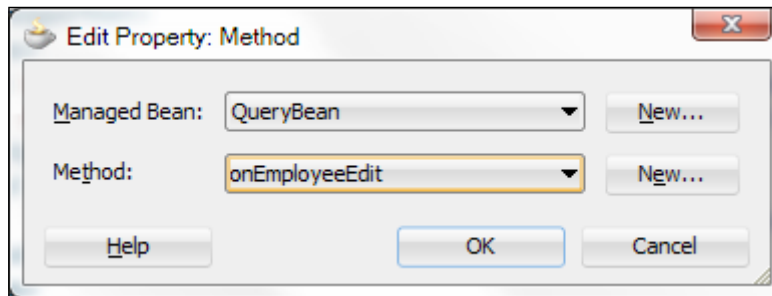 Edit Property: Method
Managed Bean: QueryBean New...
Method: onEmployeeEdit New...
Help OK Cancel